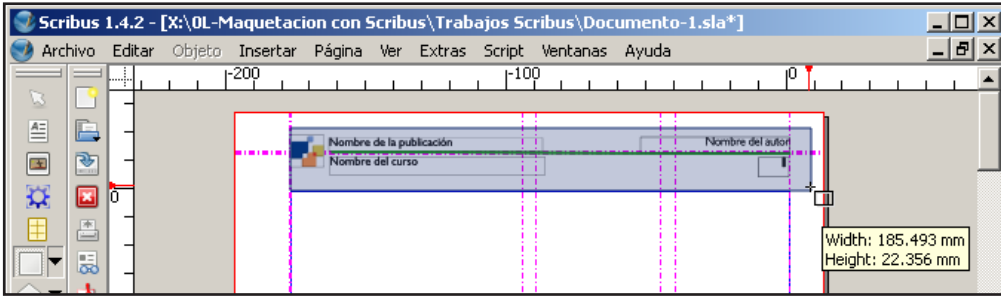 Scribus 1.4.2 - [X:\0L-Maquetacion con Scribus\Trabajos Scribus\Documento-1.sla*]
Archivo Editar Objeto Insertar Página Ver Extras Script Ventanas Ayuda
-200 -100 0
Nombre de la publicación Nombre del autor
Nombre del curso
0
Width: 185.493 mm
Height: 22.356 mm